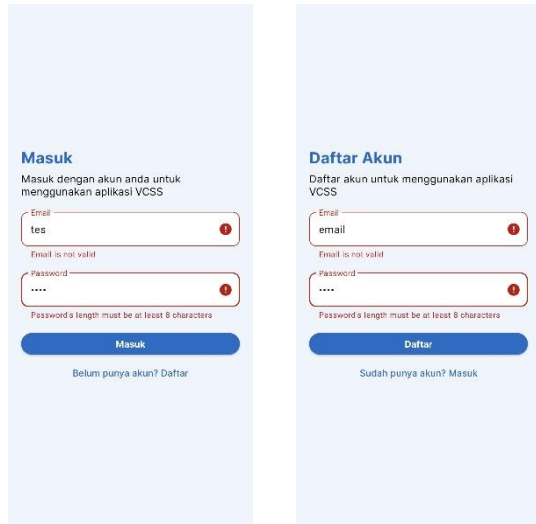 Masuk
Masuk dengan akun anda untuk
menggunakan aplikasi VCSS
Email
tes
Email is not valid
Password
Password's length must be at least 8 characters
Masuk
Belum punya akun? Daftar
Daftar Akun
Daftar akun untuk menggunakan aplikasi
VCSS
Email
email
Email is not valid
Password
Password's length must be at least 8 characters
Daftar
Sudah punya akun? Masuk